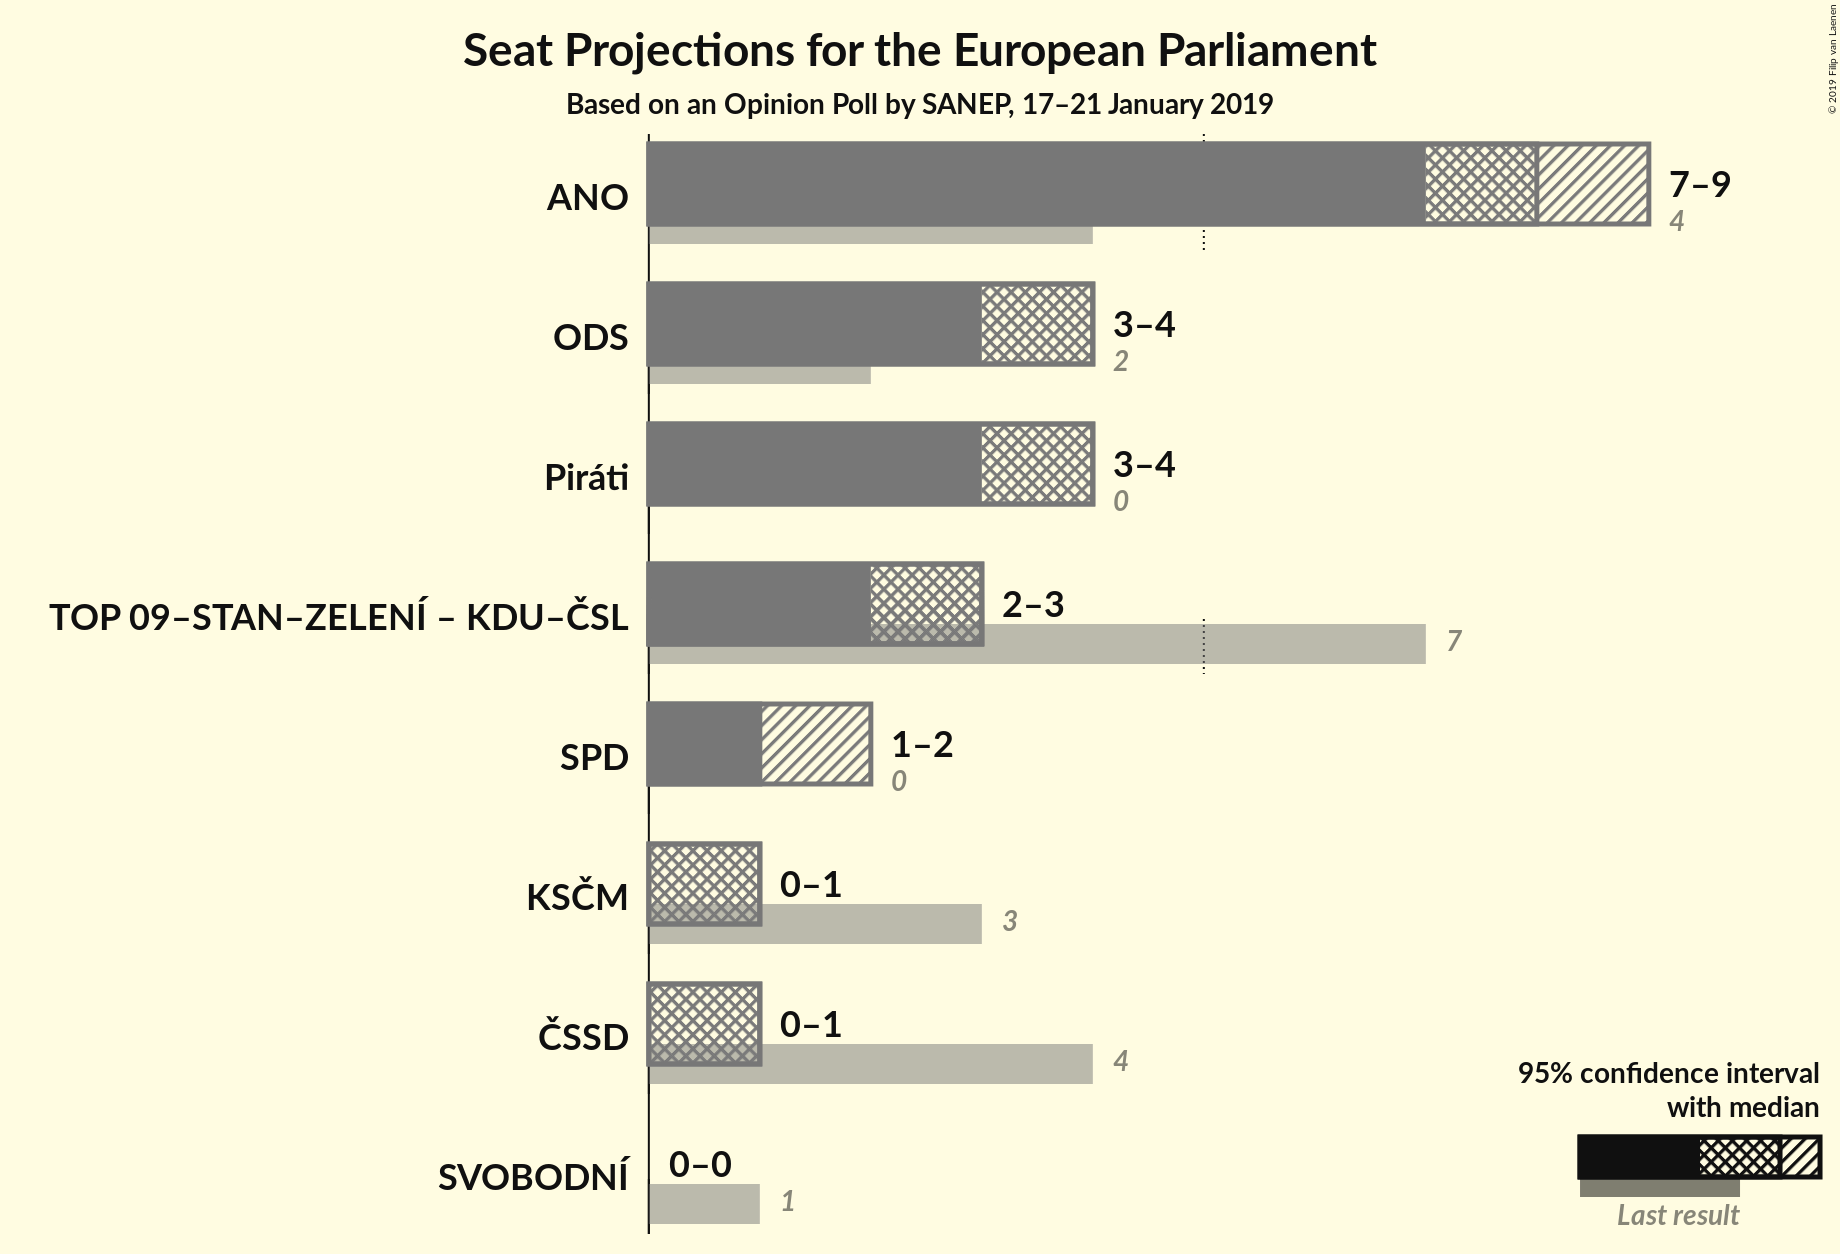 Seat Projections for the European Parliament
Based on an Opinion Poll by SANEP, 17–21 January 2019
© 2019 Filip van Laenen
ANO
7–9
4
ODS
3–4
2
Piráti
3–4
0
TOP 09–STAN–ZELENÍ – KDU–ČSL
2–3
7
SPD
1–2
0
KSČM
0–1
3
ČSSD
0–1
4
SVOBODNÍ
0–0
1
95% confidence interval
with median
Last result